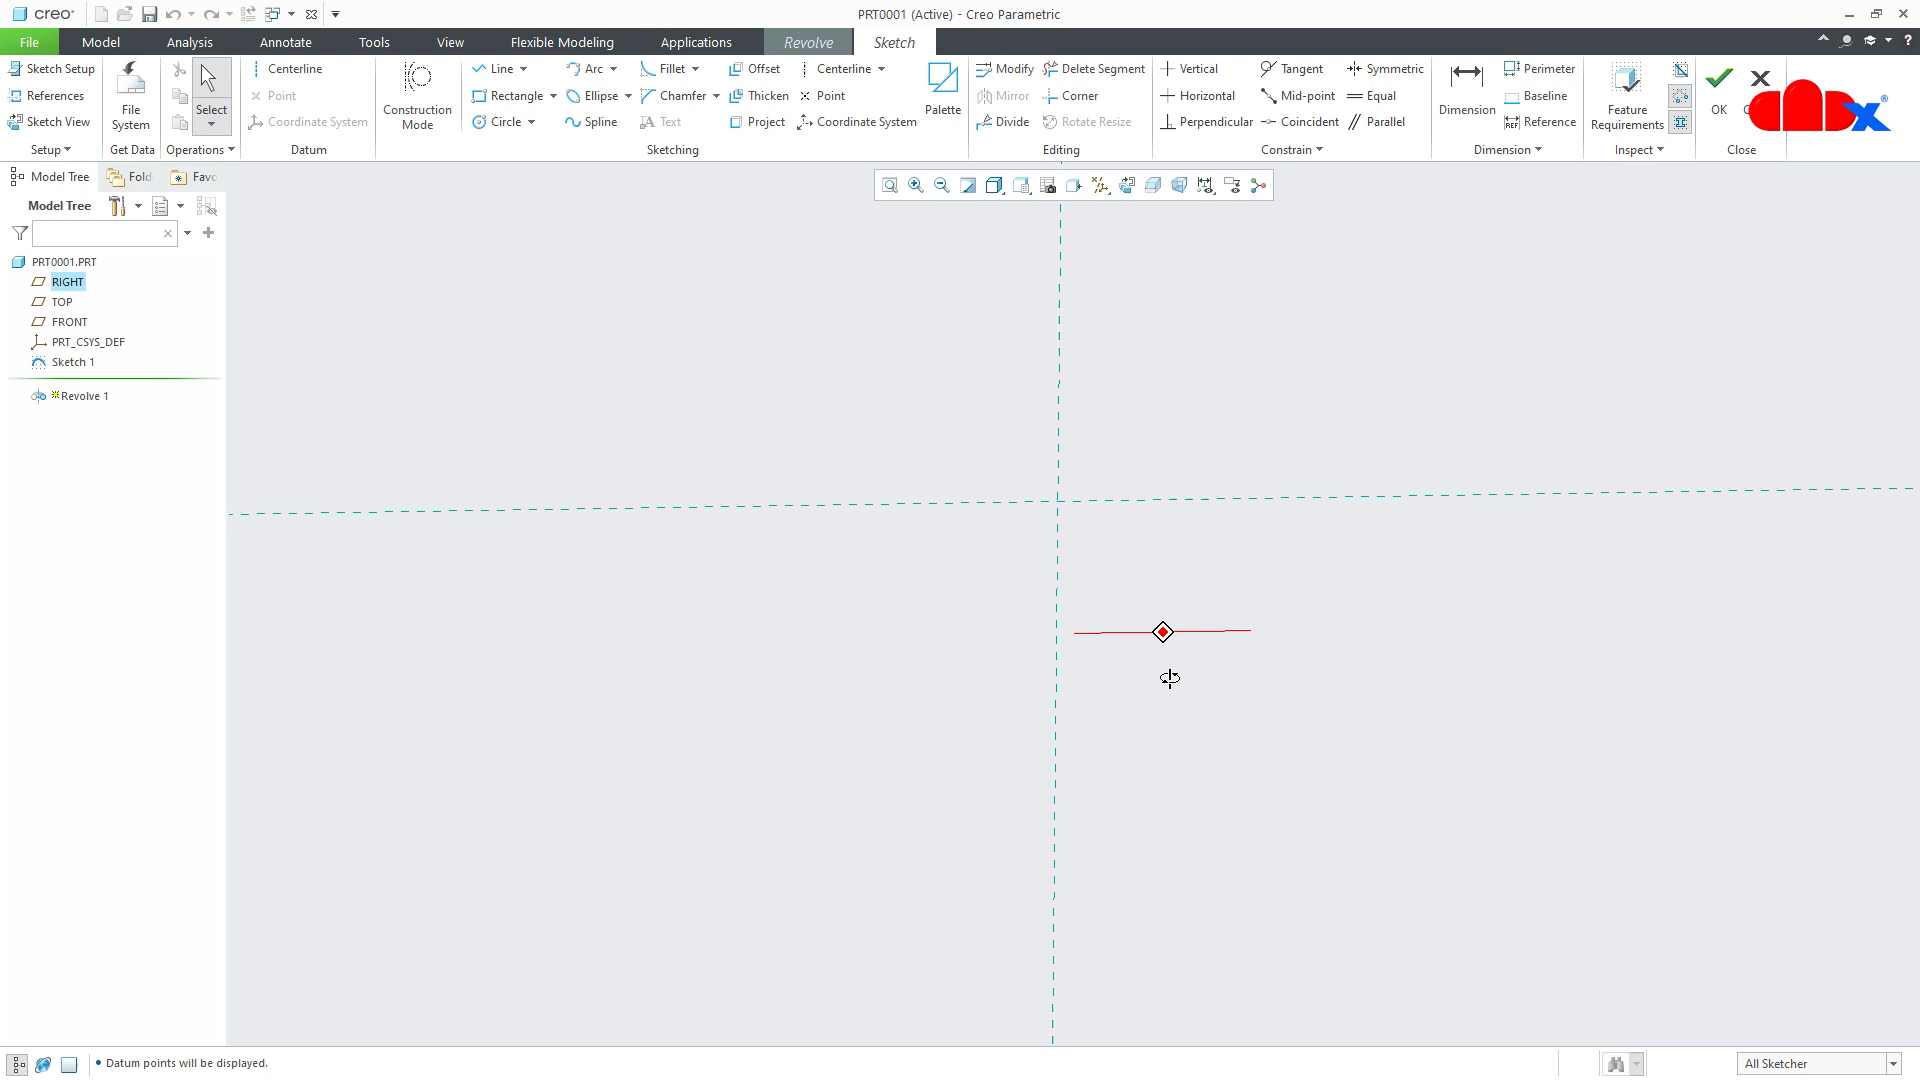 creo
PRT0001 (Active) - Creo Parametric
File Model Analysis Annotate Tools View Flexible Modeling Applications Revolve Sketch
Sketch Setup
References
Sketch View
Setup
File
System
Get Data
Select
Operations
Centerline
Point
Coordinate System
Datum
Construction
Mode
Line Arc Fillet Offset Centerline
Rectangle Ellipse Chamfer Thicken Point
Circle Spline Text Project Coordinate System
Palette
Sketching
Modify Delete Segment
Mirror Corner
Divide Rotate Resize
Editing
Vertical Tangent Symmetric
Horizontal Mid-point Equal
Perpendicular Coincident Parallel
Constrain
Dimension
Perimeter
Baseline
Reference
Dimension
Feature
Requirements
Inspect
OK
Close
Model Tree Fold Favo
Model Tree
PRT0001.PRT
RIGHT
TOP
FRONT
PRT_CSYS_DEF
Sketch 1
Revolve 1
• Datum points will be displayed.
All Sketcher